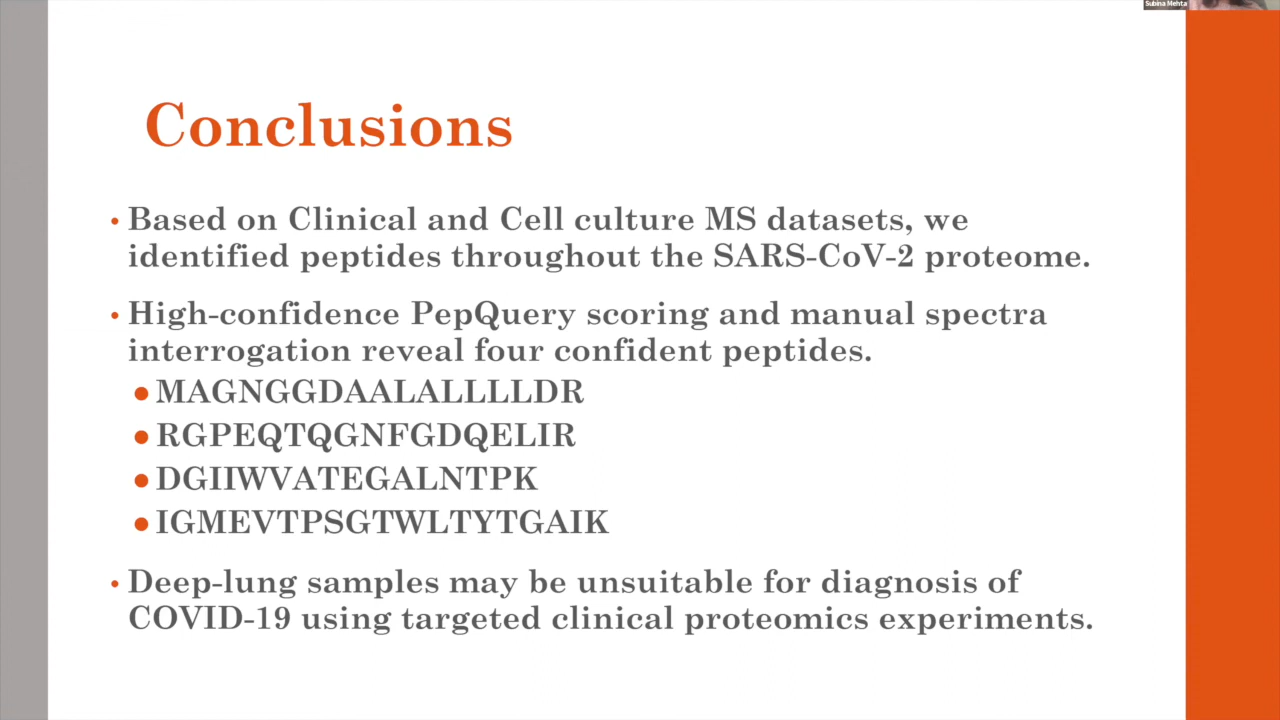 Subina Mehta
Conclusions
• Based on Clinical and Cell culture MS datasets, we
identified peptides throughout the SARS-CoV-2 proteome.
• High-confidence PepQuery scoring and manual spectra
interrogation reveal four confident peptides.
● MAGNGGDAALALLLLDR
● RGPEQTQGNFGDQELIR
● DGIIWVATEGALNTPK
● IGMEVTPSGTWLTYTGAIK
• Deep-lung samples may be unsuitable for diagnosis of
COVID-19 using targeted clinical proteomics experiments.